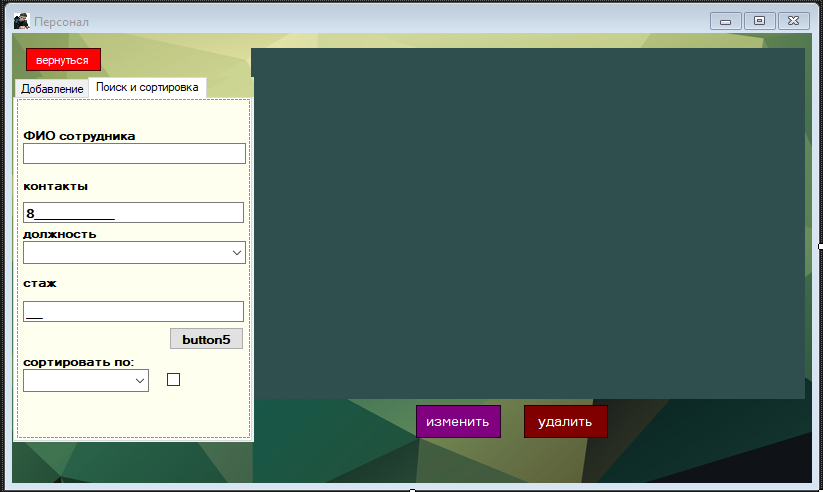 Персонал
вернуться
Добавление
Поиск и сортировка
ФИО сотрудника
контакты
8__________
должность
стаж
__
button5
сортировать по:
изменить
удалить